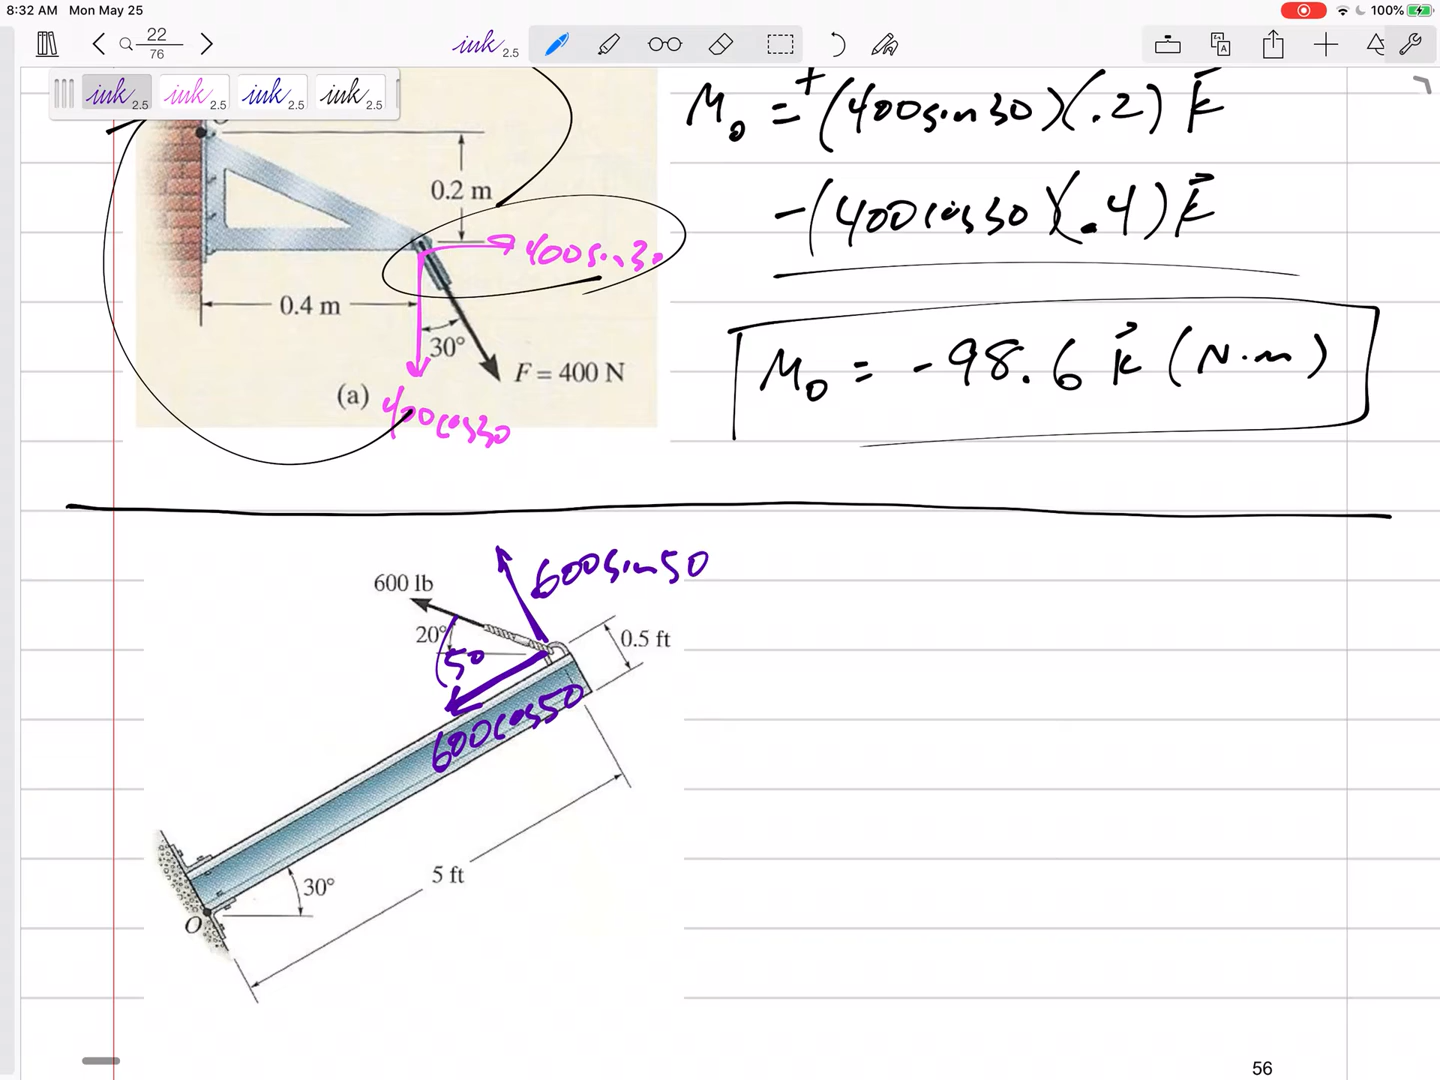 8:32 AM Mon May 25
100%
22
76
ink 2.5
ink 2.5
ink 2.5
ink 2.5
ink 2.5
0.2 m
400sin30
0.4 m
30°
F = 400 N
(a)
400cos30
M₀ = +(400sin30)(.2) k⃗
-(400cos30)(.4) k⃗
M₀ = -98.6 k⃗ (N·m)
600 lb
600sin50
20°
50
0.5 ft
600cos50
5 ft
30°
O
56